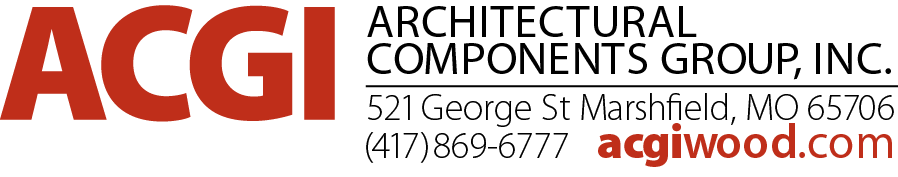 ACGI
ARCHITECTURAL
COMPONENTS GROUP, INC.
521 George St Marshfield, MO 65706
(417) 869-6777 acgiwood.com